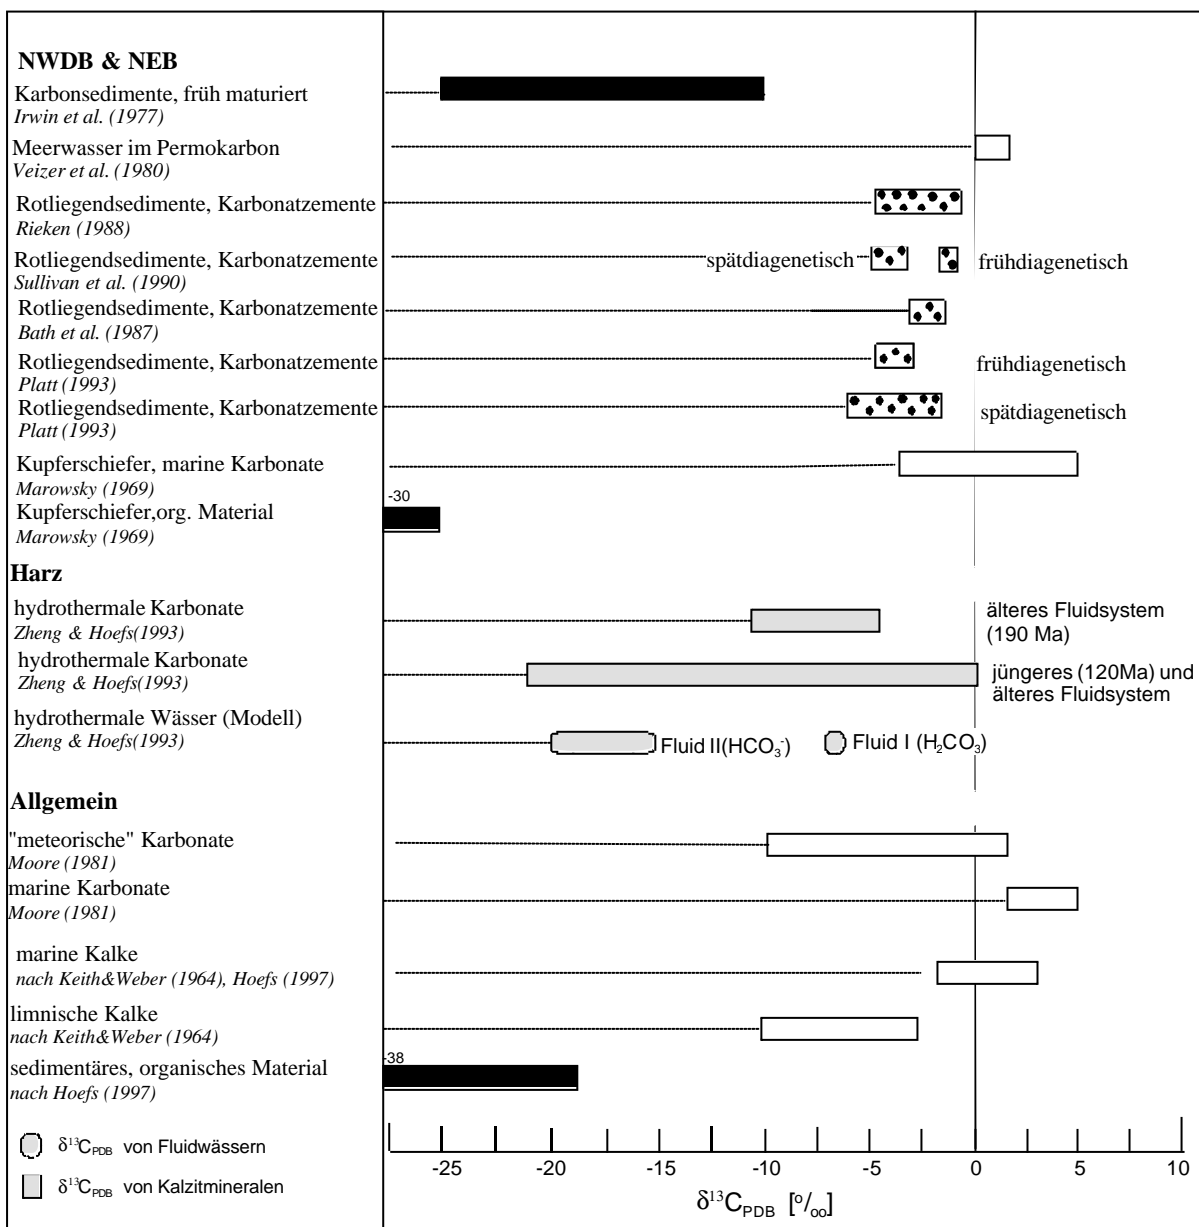 NWDB & NEB
Karbonsedimente, früh maturiert
Irwin et al. (1977)
Meerwasser im Permokarbon
Veizer et al. (1980)
Rotliegendsedimente, Karbonatzemente
Rieken (1988)
Rotliegendsedimente, Karbonatzemente
spätdiagenetisch
frühdiagenetisch
Sullivan et al. (1990)
Rotliegendsedimente, Karbonatzemente
Bath et al. (1987)
Rotliegendsedimente, Karbonatzemente
frühdiagenetisch
Platt (1993)
Rotliegendsedimente, Karbonatzemente
spätdiagenetisch
Platt (1993)
Kupferschiefer, marine Karbonate
Marowsky (1969)
-30
Kupferschiefer,org. Material
Marowsky (1969)
Harz
hydrothermale Karbonate
Zheng & Hoefs(1993)
älteres Fluidsystem
(190 Ma)
hydrothermale Karbonate
Zheng & Hoefs(1993)
jüngeres (120Ma) und
älteres Fluidsystem
hydrothermale Wässer (Modell)
Zheng & Hoefs(1993)
Fluid II(HCO₃⁻)
Fluid I (H₂CO₃)
Allgemein
"meteorische" Karbonate
Moore (1981)
marine Karbonate
Moore (1981)
marine Kalke
nach Keith&Weber (1964), Hoefs (1997)
limnische Kalke
nach Keith&Weber (1964)
-38
sedimentäres, organisches Material
nach Hoefs (1997)
δ¹³C_PDB von Fluidwässern
δ¹³C_PDB von Kalzitmineralen
-25 -20 -15 -10 -5 0 5 10
δ¹³C_PDB [o/oo]